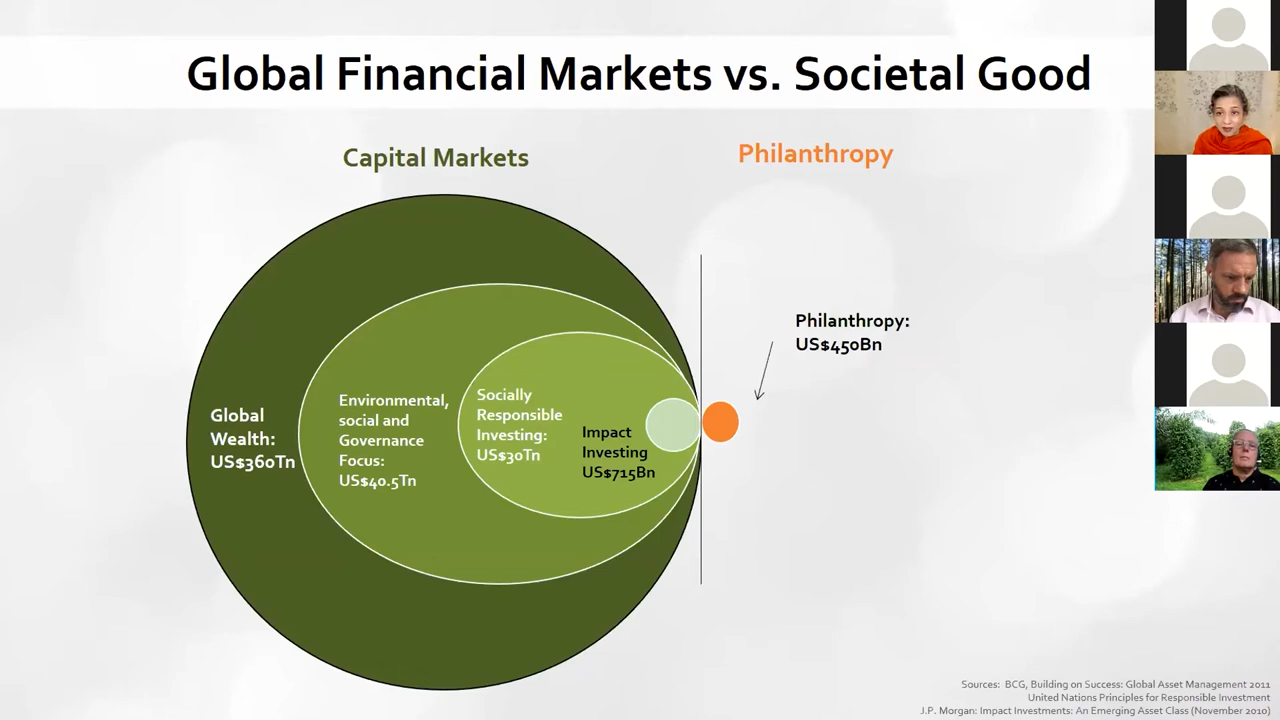 Global Financial Markets vs. Societal Good
Capital Markets
Philanthropy
Global
Wealth:
US$360Tn
Environmental,
social and
Governance
Focus:
US$40.5Tn
Socially
Responsible
Investing:
US$30Tn
Impact
Investing
US$715Bn
Philanthropy:
US$450Bn
Sources: BCG, Building on Success: Global Asset Management 2011
United Nations Principles for Responsible Investment
J.P. Morgan: Impact Investments: An Emerging Asset Class (November 2010)